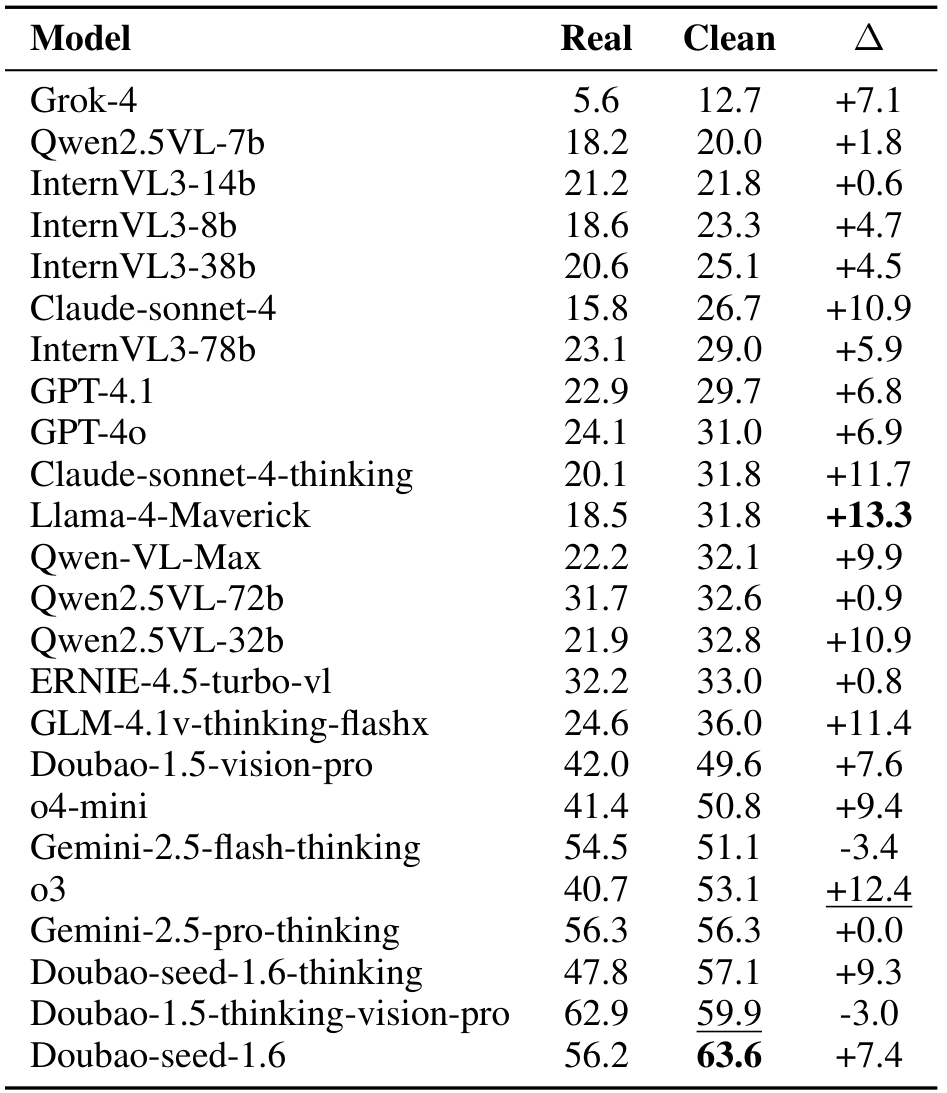 Model Real Clean Δ
Grok-4 5.6 12.7 +7.1
Qwen2.5VL-7b 18.2 20.0 +1.8
InternVL3-14b 21.2 21.8 +0.6
InternVL3-8b 18.6 23.3 +4.7
InternVL3-38b 20.6 25.1 +4.5
Claude-sonnet-4 15.8 26.7 +10.9
InternVL3-78b 23.1 29.0 +5.9
GPT-4.1 22.9 29.7 +6.8
GPT-4o 24.1 31.0 +6.9
Claude-sonnet-4-thinking 20.1 31.8 +11.7
Llama-4-Maverick 18.5 31.8 +13.3
Qwen-VL-Max 22.2 32.1 +9.9
Qwen2.5VL-72b 31.7 32.6 +0.9
Qwen2.5VL-32b 21.9 32.8 +10.9
ERNIE-4.5-turbo-vl 32.2 33.0 +0.8
GLM-4.1v-thinking-flashx 24.6 36.0 +11.4
Doubao-1.5-vision-pro 42.0 49.6 +7.6
o4-mini 41.4 50.8 +9.4
Gemini-2.5-flash-thinking 54.5 51.1 -3.4
o3 40.7 53.1 +12.4
Gemini-2.5-pro-thinking 56.3 56.3 +0.0
Doubao-seed-1.6-thinking 47.8 57.1 +9.3
Doubao-1.5-thinking-vision-pro 62.9 59.9 -3.0
Doubao-seed-1.6 56.2 63.6 +7.4